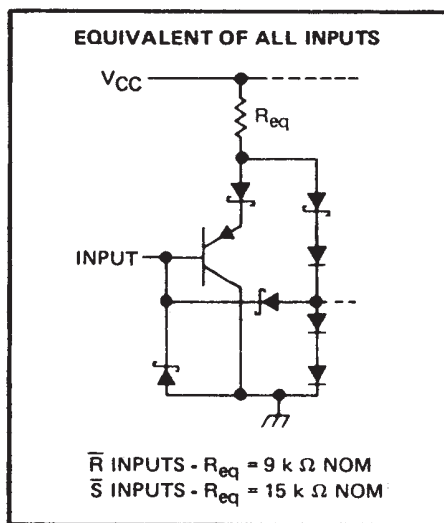 EQUIVALENT OF ALL INPUTS
VCC
Req
INPUT
R̅ INPUTS - Req = 9 k Ω NOM
S̅ INPUTS - Req = 15 k Ω NOM